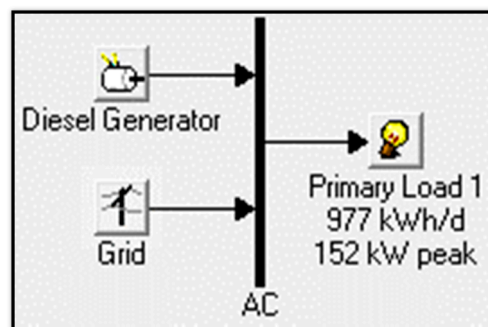 Diesel Generator
Grid
Primary Load 1
977 kWh/d
152 kW peak
AC